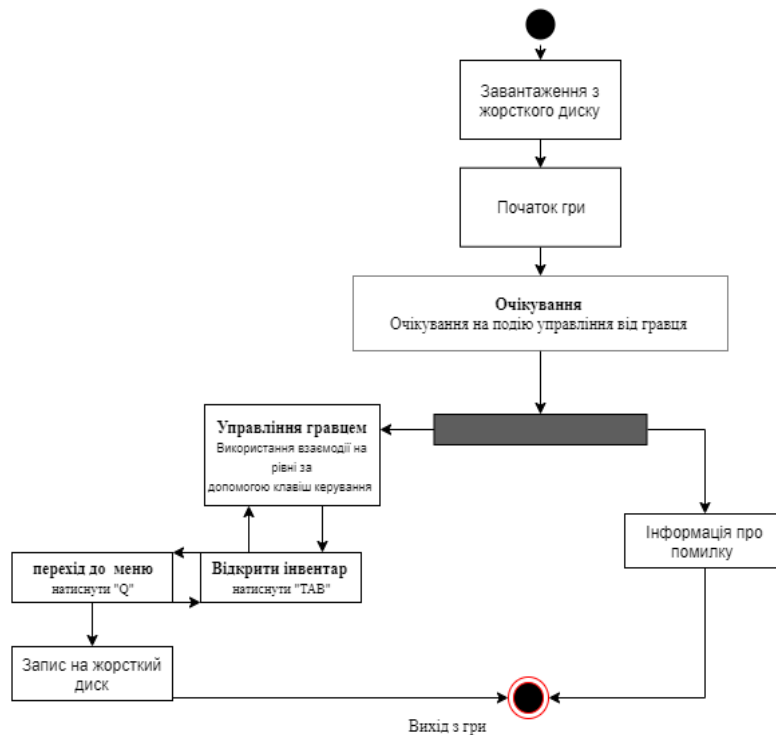 Завантаження з
жорсткого диску
Початок гри
Очікування
Очікування на подію управління від гравця
Управління гравцем
Використання взаємодії на
рівні за
допомогою клавіш керування
Інформація про
помилку
перехід до меню
натиснути "Q"
Відкрити інвентар
натиснути "TAB"
Запис на жорсткий
диск
Вихід з гри